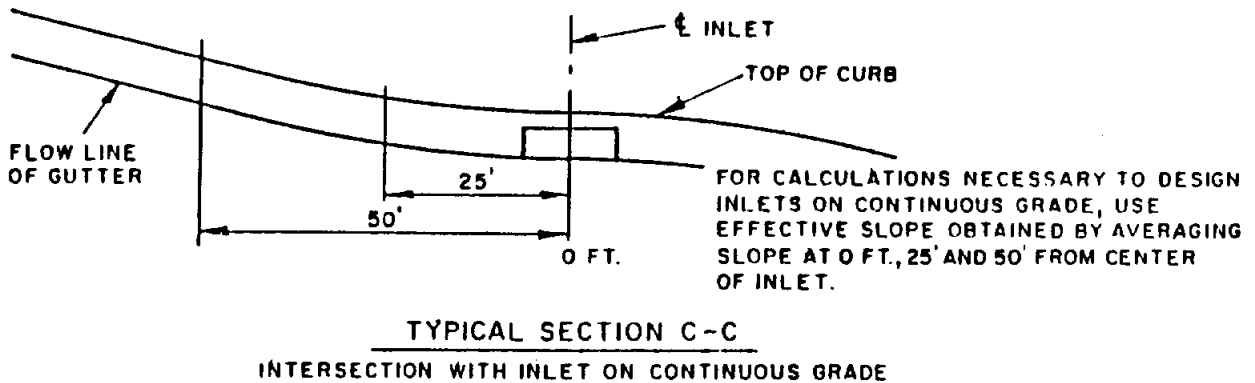 ℄ INLET
TOP OF CURB
FLOW LINE
OF GUTTER
25'
50'
0 FT.
FOR CALCULATIONS NECESSARY TO DESIGN
INLETS ON CONTINUOUS GRADE, USE
EFFECTIVE SLOPE OBTAINED BY AVERAGING
SLOPE AT 0 FT., 25' AND 50' FROM CENTER
OF INLET.
TYPICAL SECTION C~C
INTERSECTION WITH INLET ON CONTINUOUS GRADE